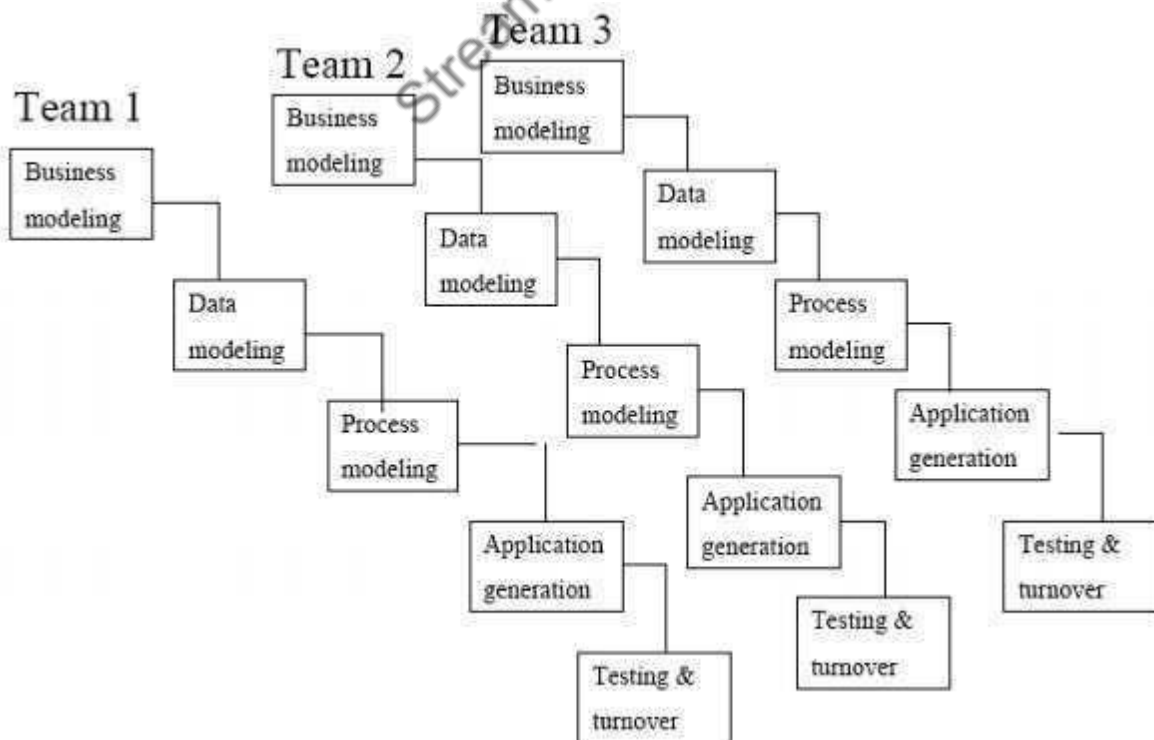 Team 1
Business
modeling
Data
modeling
Process
modeling
Application
generation
Testing &
turnover
Team 2
Business
modeling
Data
modeling
Process
modeling
Application
generation
Testing &
turnover
Team 3
Business
modeling
Data
modeling
Process
modeling
Application
generation
Testing &
turnover